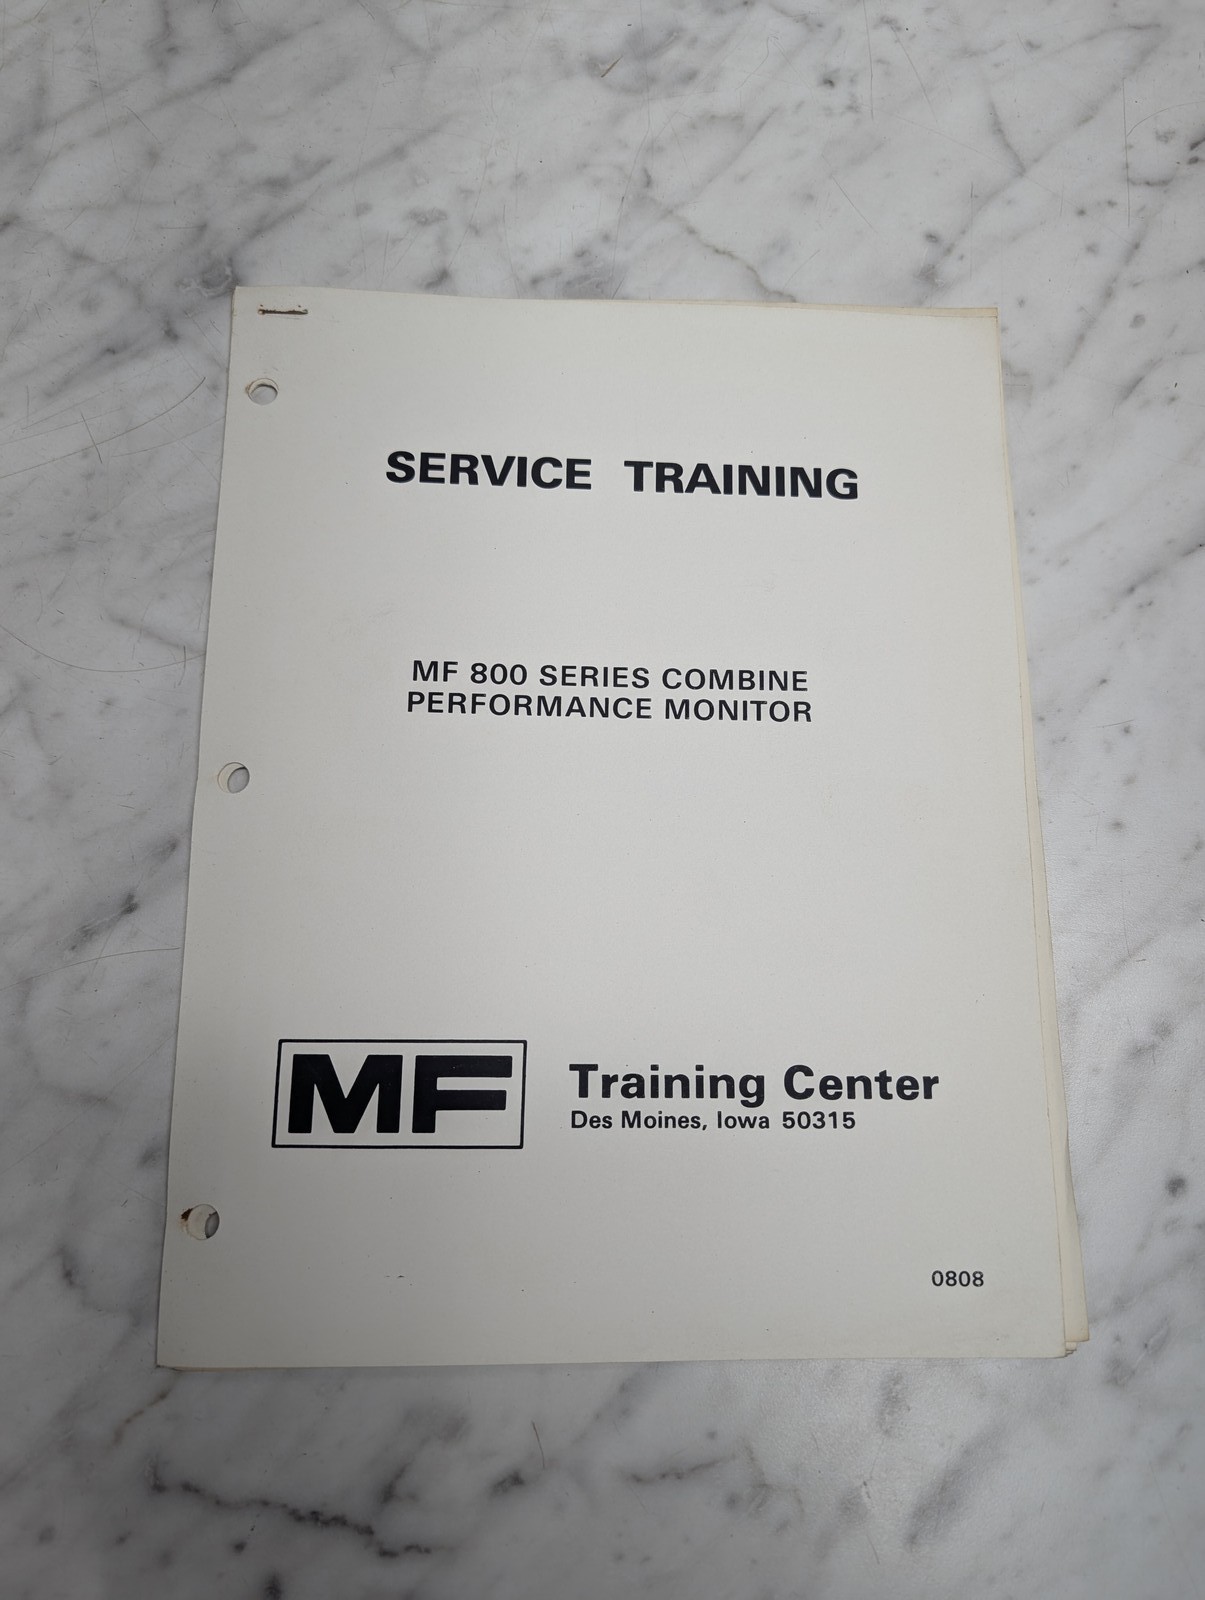 SERVICE TRAINING
MF 800 SERIES COMBINE
PERFORMANCE MONITOR
MF
Training Center
Des Moines, Iowa 50315
0808